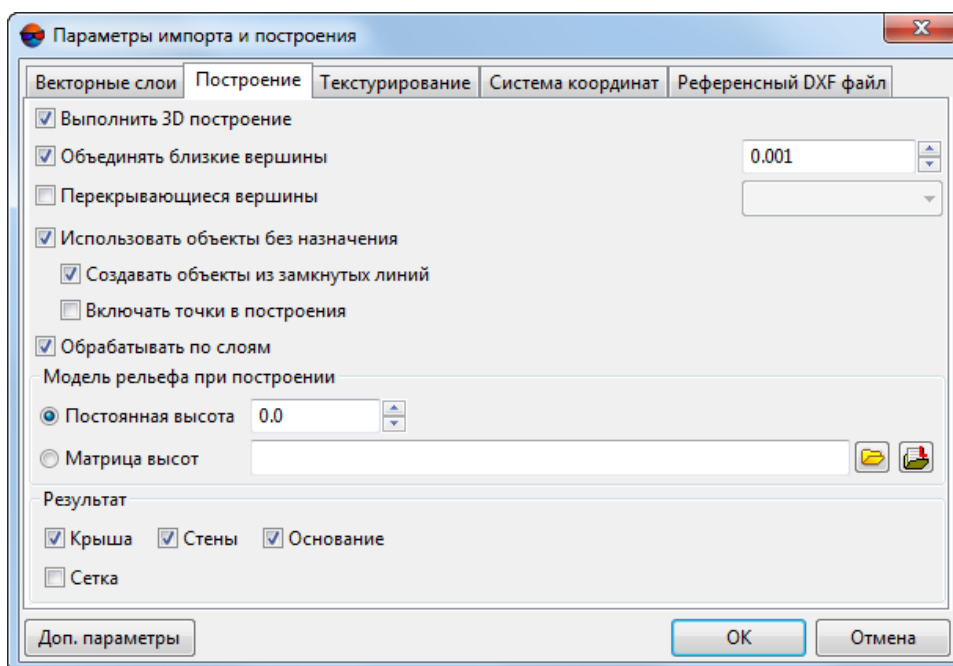 Параметры импорта и построения
Векторные слои Построение Текстурирование Система координат Референсный DXF файл
Выполнить 3D построение
Объединять близкие вершины 0.001
Перекрывающиеся вершины
Использовать объекты без назначения
Создавать объекты из замкнутых линий
Включать точки в построения
Обрабатывать по слоям
Модель рельефа при построении
Постоянная высота 0.0
Матрица высот
Результат
Крыша Стены Основание
Сетка
Доп. параметры OK Отмена